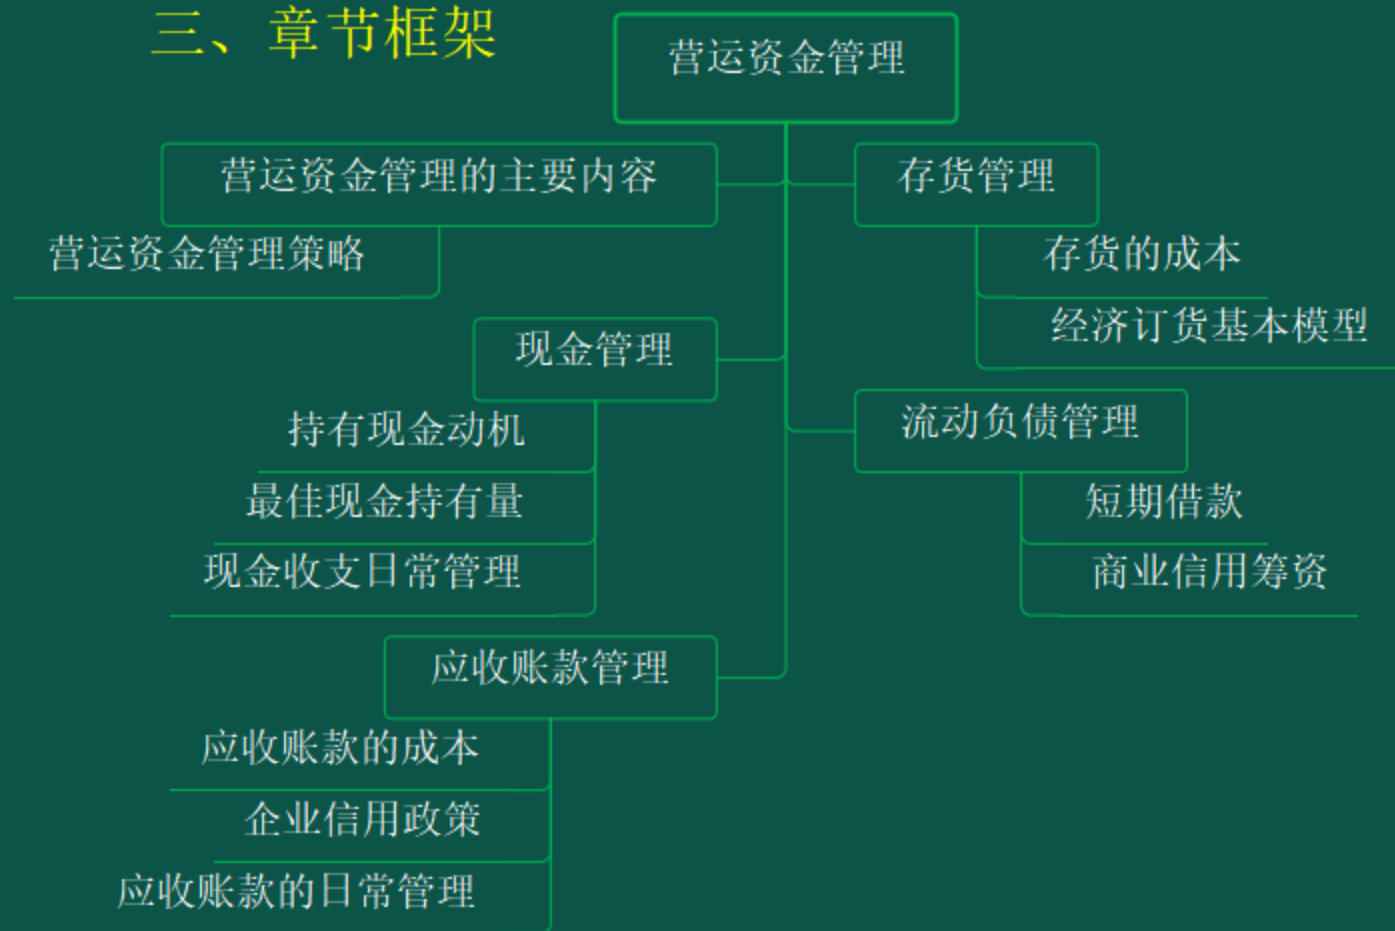 三、章节框架
营运资金管理
营运资金管理的主要内容
营运资金管理策略
现金管理
持有现金动机
最佳现金持有量
现金收支日常管理
应收账款管理
应收账款的成本
企业信用政策
应收账款的日常管理
存货管理
存货的成本
经济订货基本模型
流动负债管理
短期借款
商业信用筹资